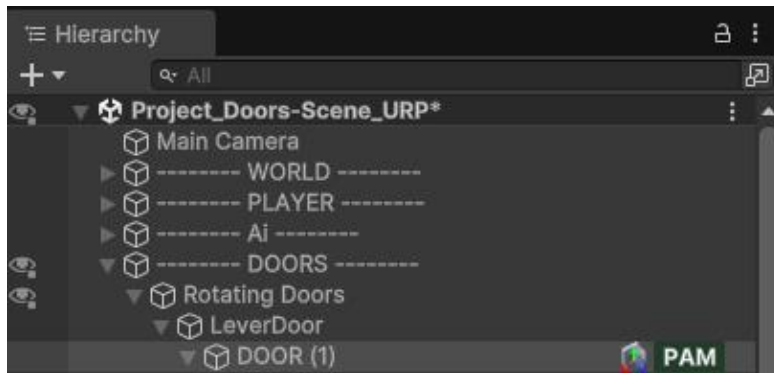 Hierarchy
All
Project_Doors-Scene_URP*
Main Camera
-------- WORLD --------
-------- PLAYER --------
-------- Ai --------
-------- DOORS --------
Rotating Doors
LeverDoor
DOOR (1) PAM